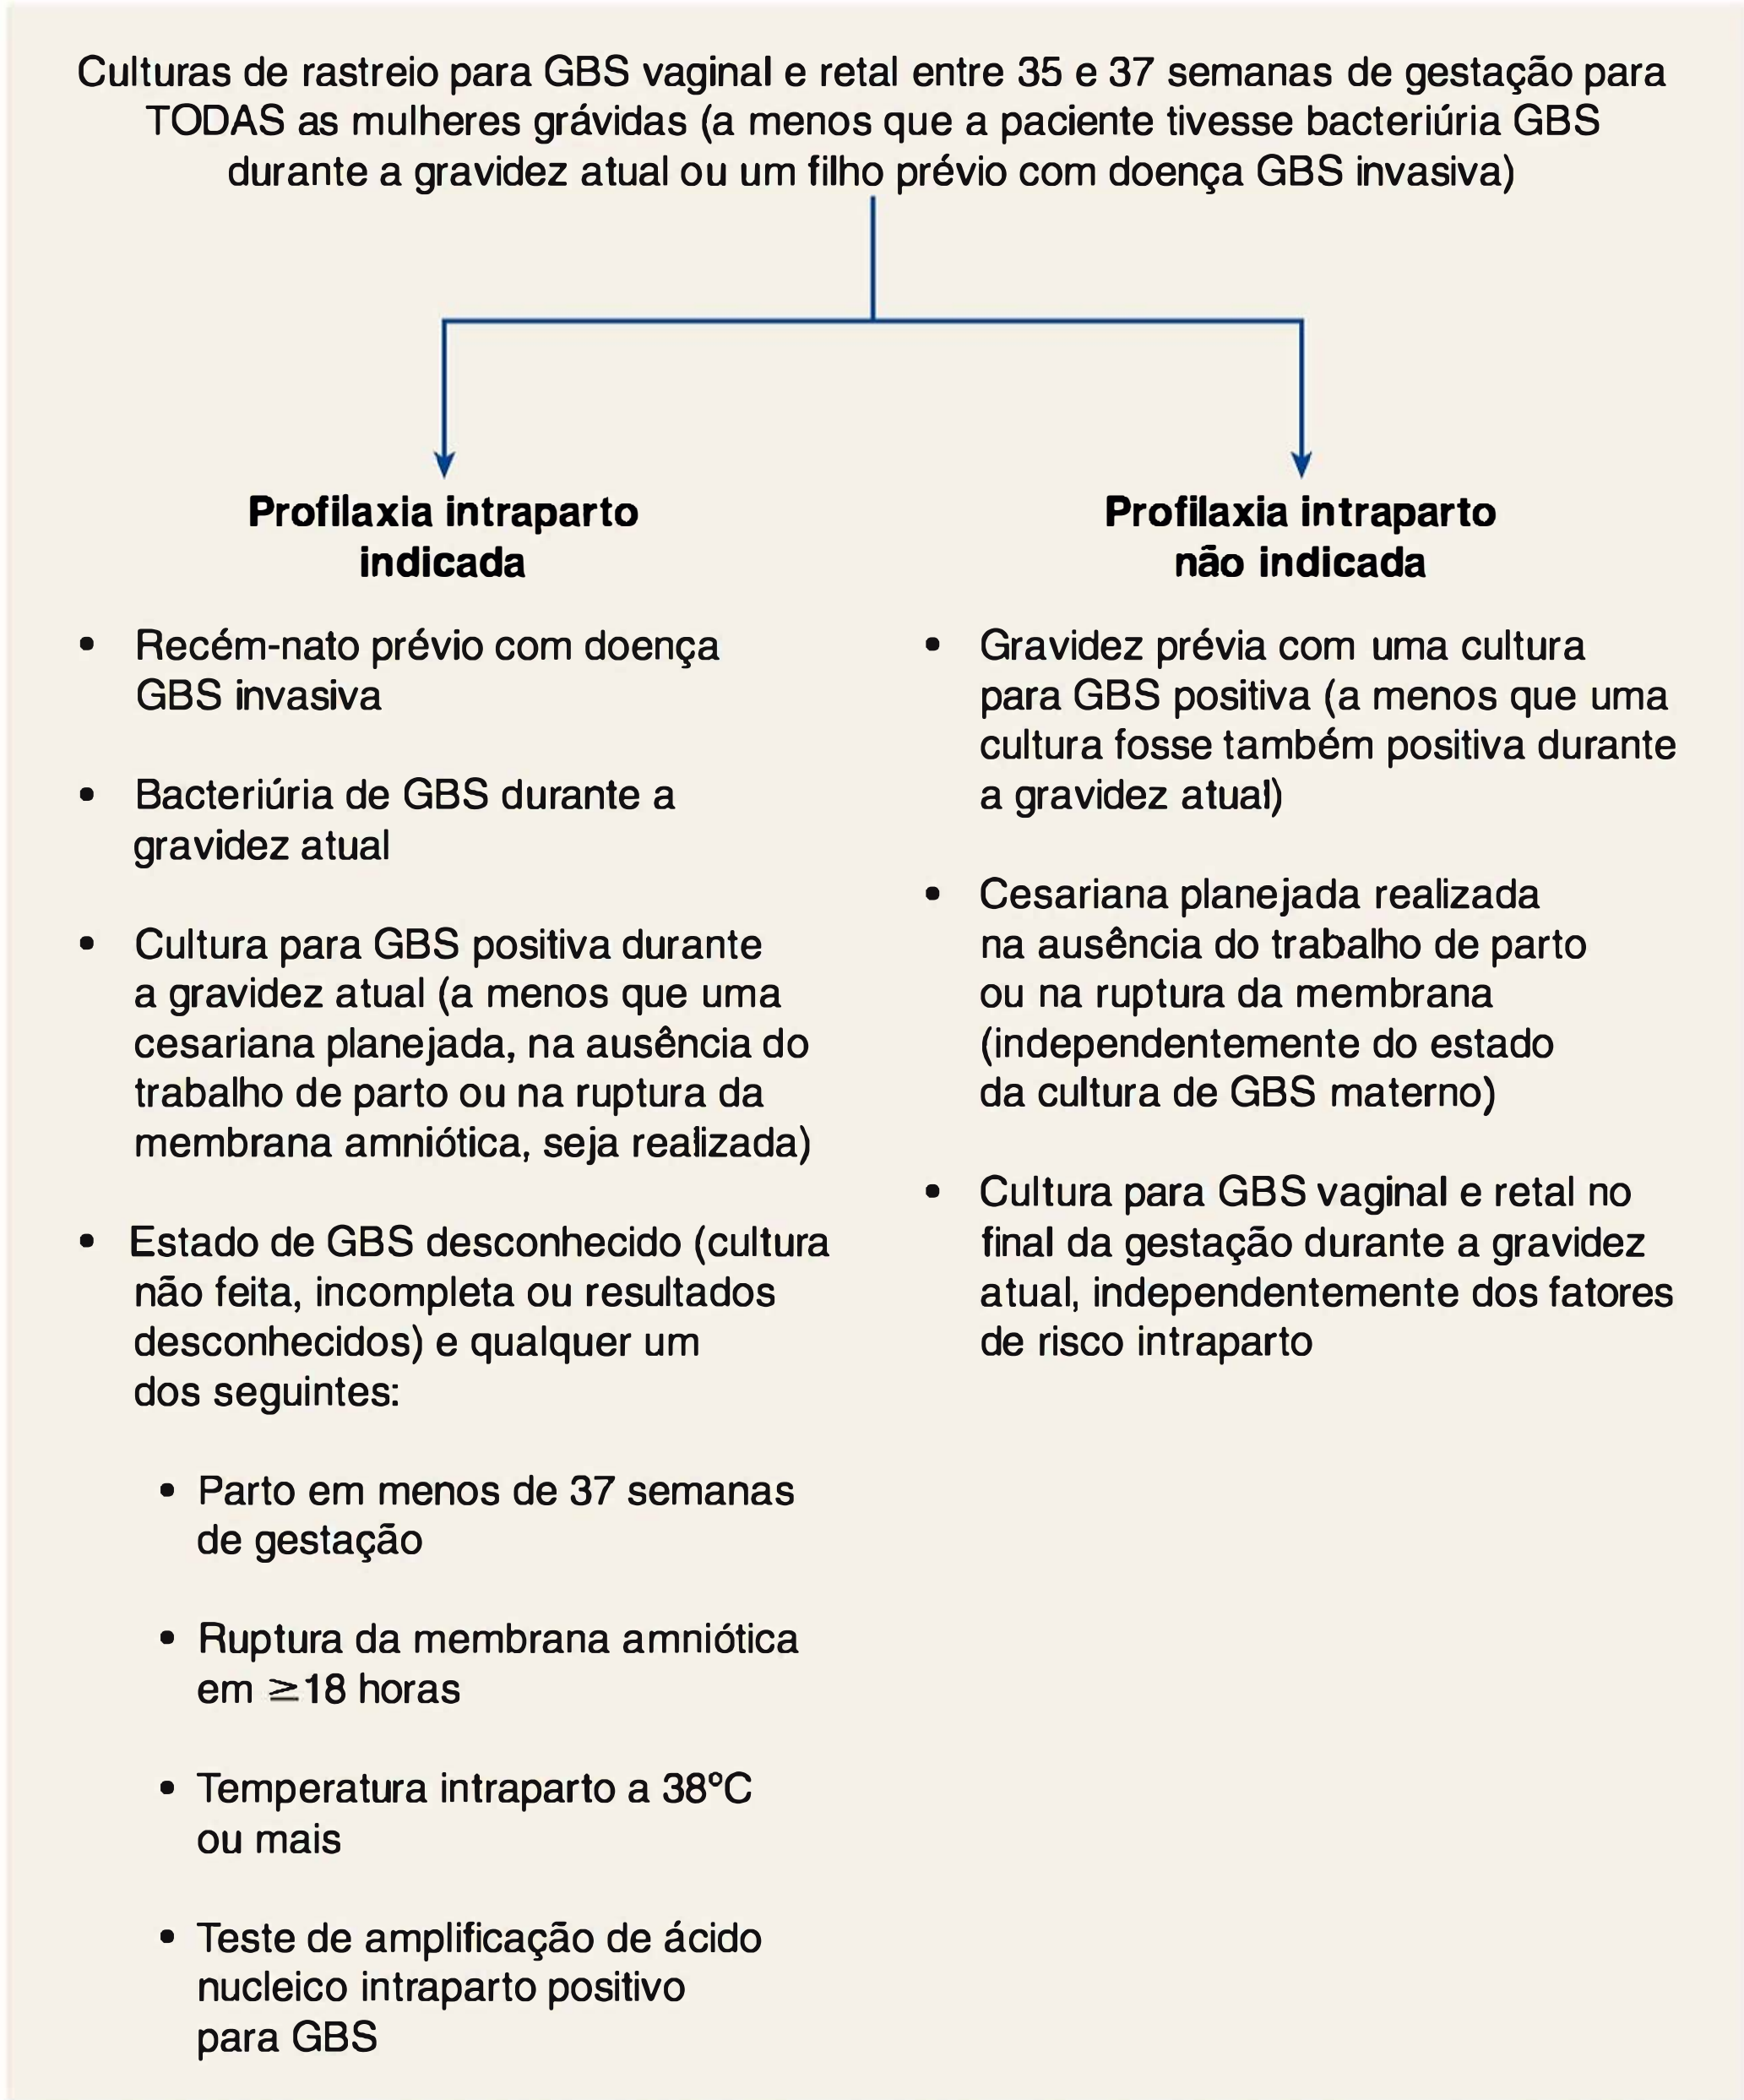 Culturas de rastreio para GBS vaginal e retal entre 35 e 37 semanas de gestação para
TODAS as mulheres grávidas (a menos que a paciente tivesse bacteriúria GBS
durante a gravidez atual ou um filho prévio com doença GBS invasiva)
Profilaxia intraparto
indicada
• Recém-nato prévio com doença
GBS invasiva
• Bacteriúria de GBS durante a
gravidez atual
• Cultura para GBS positiva durante
a gravidez atual (a menos que uma
cesariana planejada, na ausência do
trabalho de parto ou na ruptura da
membrana amniótica, seja realizada)
• Estado de GBS desconhecido (cultura
não feita, incompleta ou resultados
desconhecidos) e qualquer um
dos seguintes:
• Parto em menos de 37 semanas
de gestação
• Ruptura da membrana amniótica
em ≥18 horas
• Temperatura intraparto a 38ºC
ou mais
• Teste de amplificação de ácido
nucleico intraparto positivo
para GBS
Profilaxia intraparto
não indicada
• Gravidez prévia com uma cultura
para GBS positiva (a menos que uma
cultura fosse também positiva durante
a gravidez atual)
• Cesariana planejada realizada
na ausência do trabalho de parto
ou na ruptura da membrana
(independentemente do estado
da cultura de GBS materno)
• Cultura para GBS vaginal e retal no
final da gestação durante a gravidez
atual, independentemente dos fatores
de risco intraparto